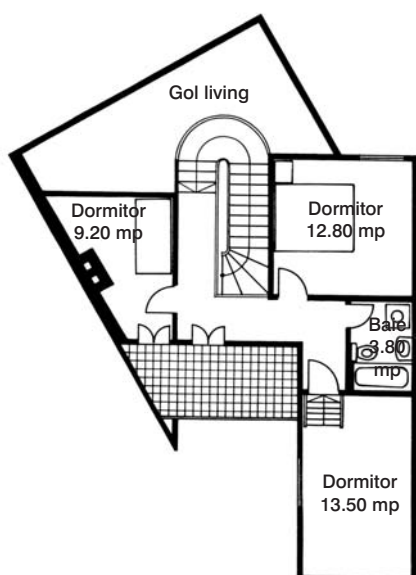 Gol living
Dormitor
9.20 mp
Dormitor
12.80 mp
Baie
3.80
mp
Dormitor
13.50 mp